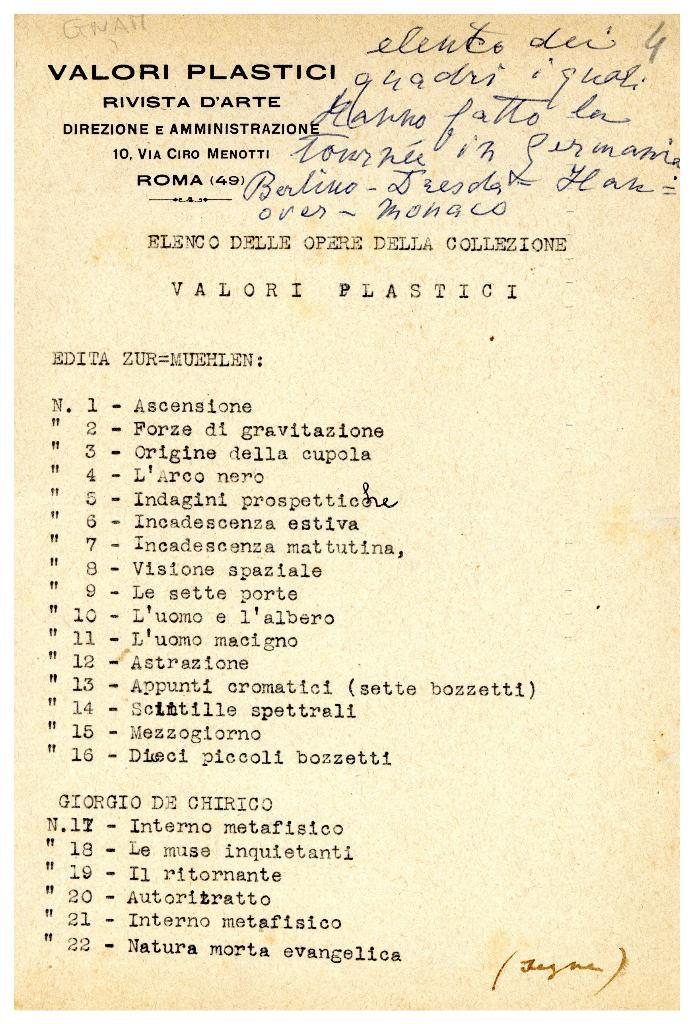 GNAM
elenco dei 4
VALORI PLASTICI quadri i quali
RIVISTA D'ARTE
Hanno fatto la
DIREZIONE E AMMINISTRAZIONE
10, VIA CIRO MENOTTI tournée in Germania
ROMA (49) Berlino - Dresda - Han=
over - Monaco
ELENCO DELLE OPERE DELLA COLLEZIONE
VALORI PLASTICI
EDITA ZUR=MUEHLEN:
N. 1 - Ascensione
" 2 - Forze di gravitazione
" 3 - Origine della cupola
" 4 - L'Arco nero
" 5 - Indagini prospettiche
" 6 - Incadescenza estiva
" 7 - Incadescenza mattutina,
" 8 - Visione spaziale
" 9 - Le sette porte
" 10 - L'uomo e l'albero
" 11 - L'uomo macigno
" 12 - Astrazione
" 13 - Appunti cromatici (sette bozzetti)
" 14 - Scintille spettrali
" 15 - Mezzogiorno
" 16 - Dieci piccoli bozzetti
GIORGIO DE CHIRICO
N.17 - Interno metafisico
" 18 - Le muse inquietanti
" 19 - Il ritornante
" 20 - Autoritratto
" 21 - Interno metafisico
" 22 - Natura morta evangelica
(segue)